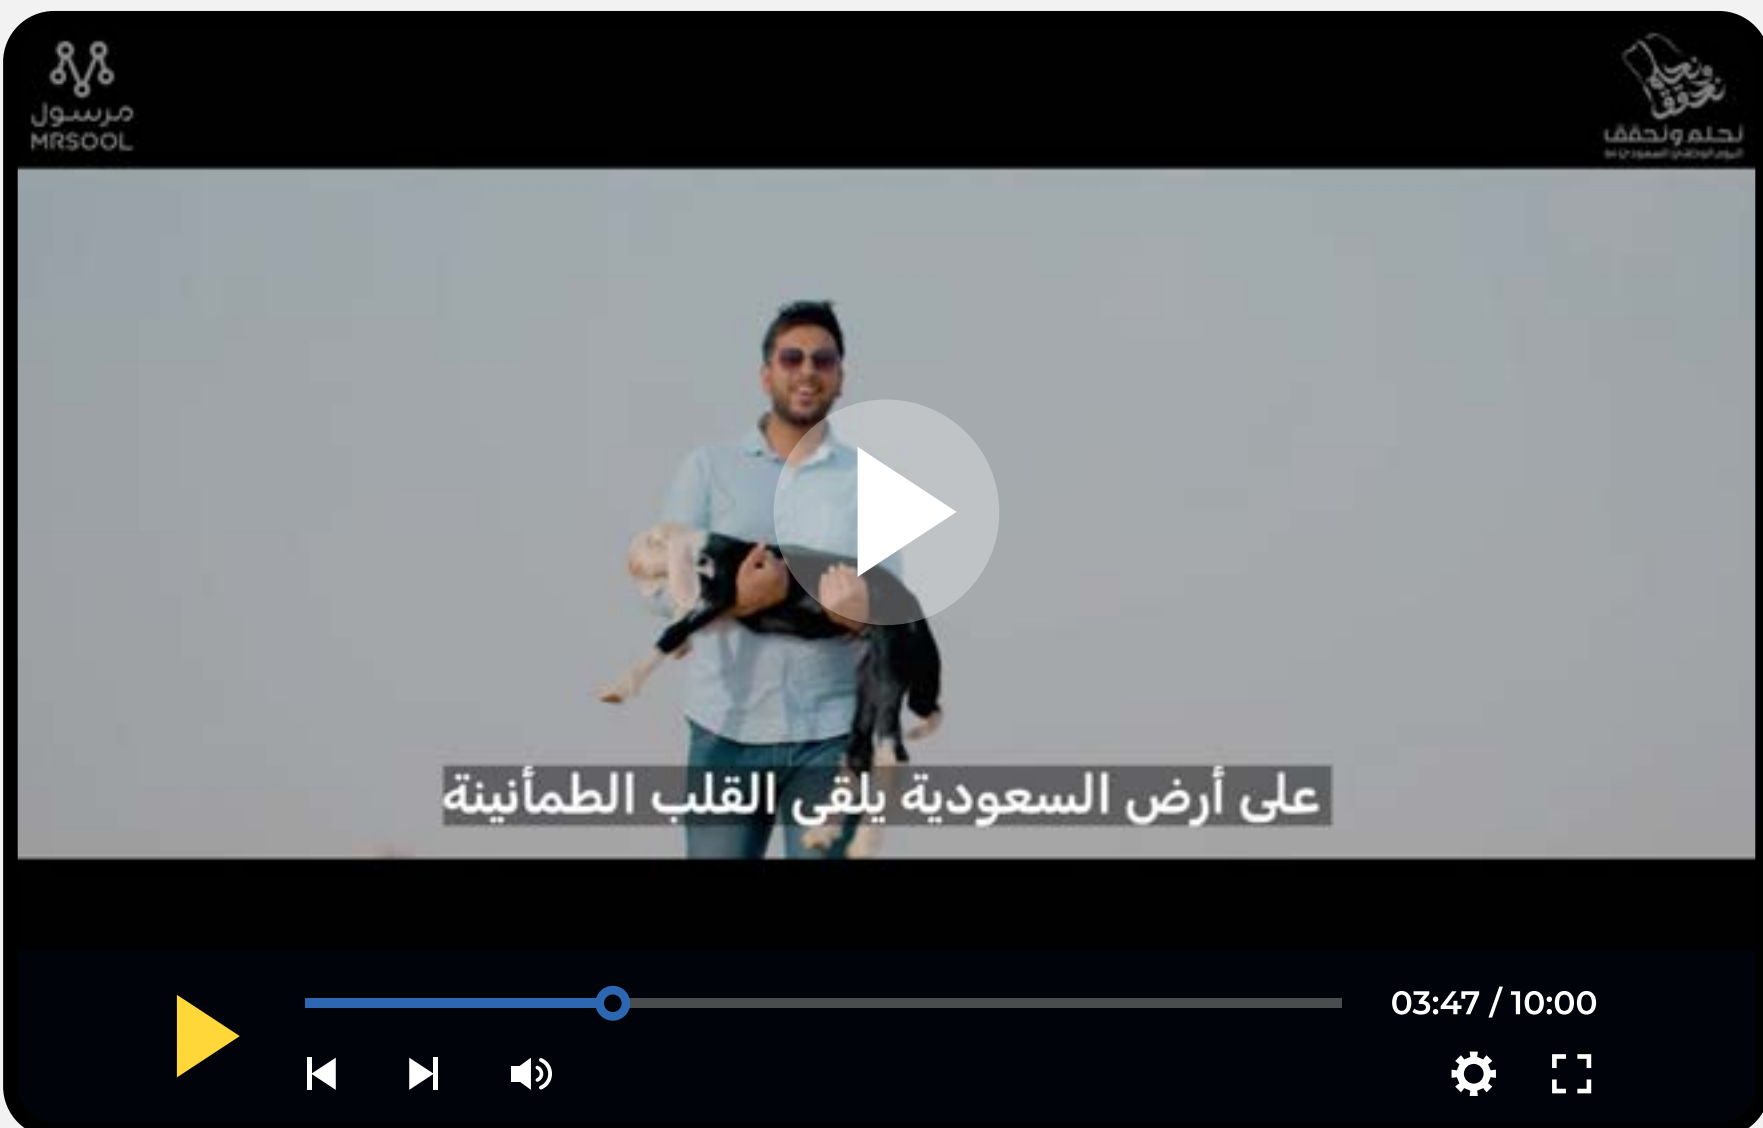 مرسول
MRSOOL
نحلم ونحقق
على أرض السعودية يلقى القلب الطمأنينة
03:47 / 10:00